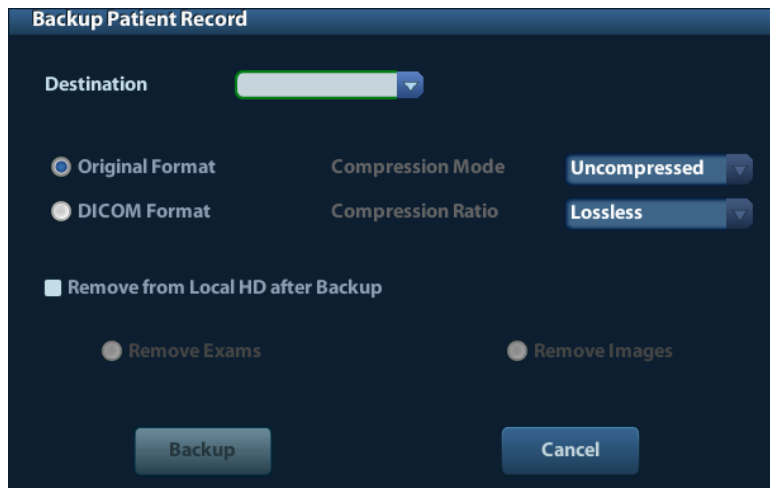 Backup Patient Record
Destination
Original Format Compression Mode Uncompressed
DICOM Format Compression Ratio Lossless
Remove from Local HD after Backup
Remove Exams Remove Images
Backup Cancel